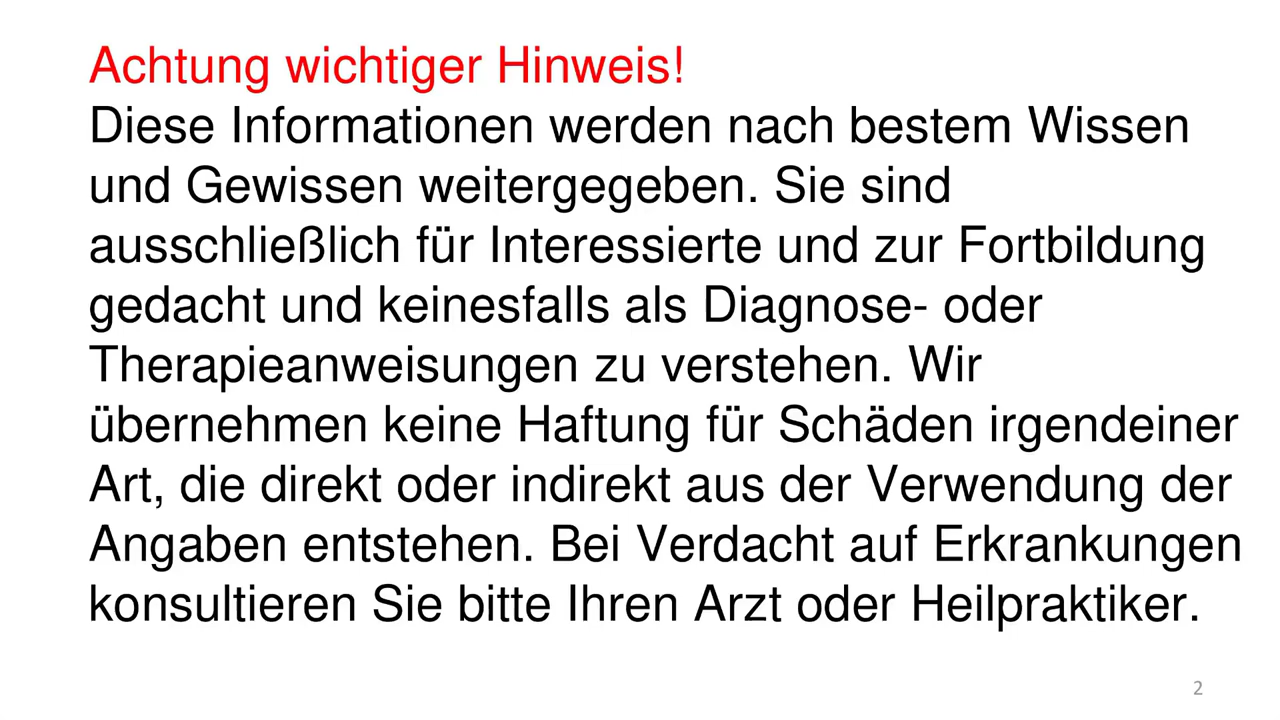 Achtung wichtiger Hinweis!
Diese Informationen werden nach bestem Wissen
und Gewissen weitergegeben. Sie sind
ausschließlich für Interessierte und zur Fortbildung
gedacht und keinesfalls als Diagnose- oder
Therapieanweisungen zu verstehen. Wir
übernehmen keine Haftung für Schäden irgendeiner
Art, die direkt oder indirekt aus der Verwendung der
Angaben entstehen. Bei Verdacht auf Erkrankungen
konsultieren Sie bitte Ihren Arzt oder Heilpraktiker.
2